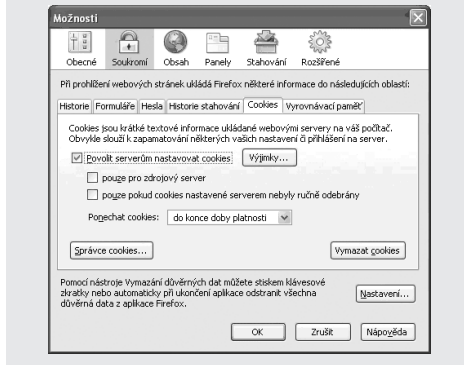 Možnosti
Obecné Soukromí Obsah Panely Stahování Rozšířené
Při prohlížení webových stránek ukládá Firefox některé informace do následujících oblastí:
Historie Formuláře Hesla Historie stahování Cookies Vyrovnávací paměť
Cookies jsou krátké textové informace ukládané webovými servery na váš počítač.
Obvykle slouží k zapamatování některých vašich nastavení či přihlášení na server.
Povolit serverům nastavovat cookies Výjimky...
pouze pro zdrojový server
pouze pokud cookies nastavené serverem nebyly ručně odebrány
Ponechat cookies: do konce doby platnosti
Správce cookies... Vymazat cookies
Pomocí nástroje Vymazání důvěrných dat můžete stiskem klávesové
zkratky nebo automaticky při ukončení aplikace odstranit všechna
důvěrná data z aplikace Firefox.
Nastavení...
OK Zrušit Nápověda